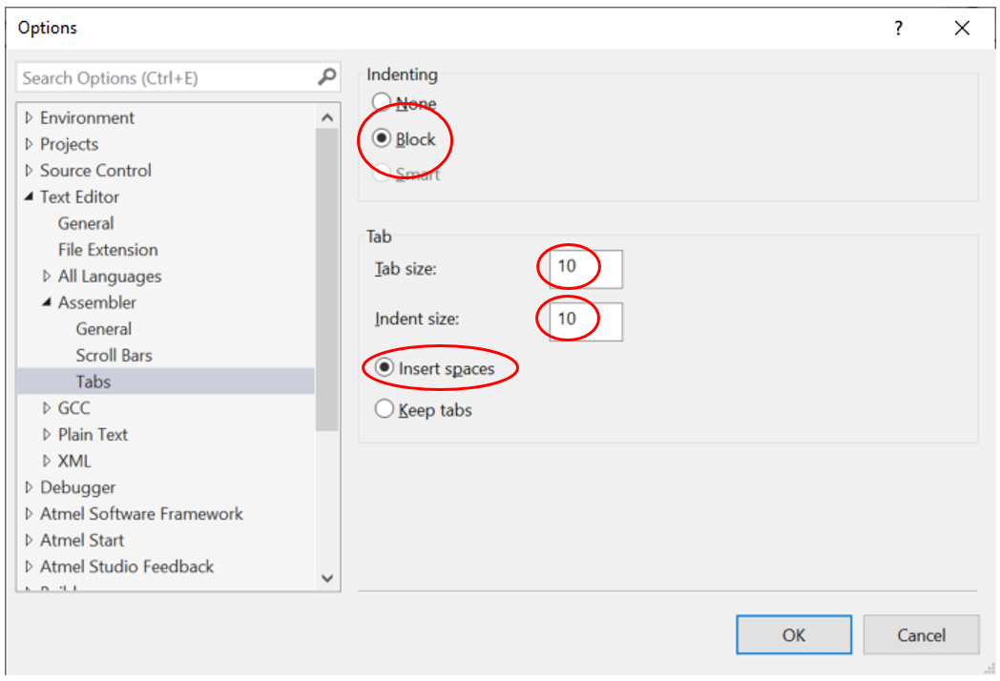 Options
?
Search Options (Ctrl+E)
Environment
Projects
Source Control
Text Editor
General
File Extension
All Languages
Assembler
General
Scroll Bars
Tabs
GCC
Plain Text
XML
Debugger
Atmel Software Framework
Atmel Start
Atmel Studio Feedback
Indenting
None
Block
Smart
Tab
Tab size: 10
Indent size: 10
Insert spaces
Keep tabs
OK Cancel